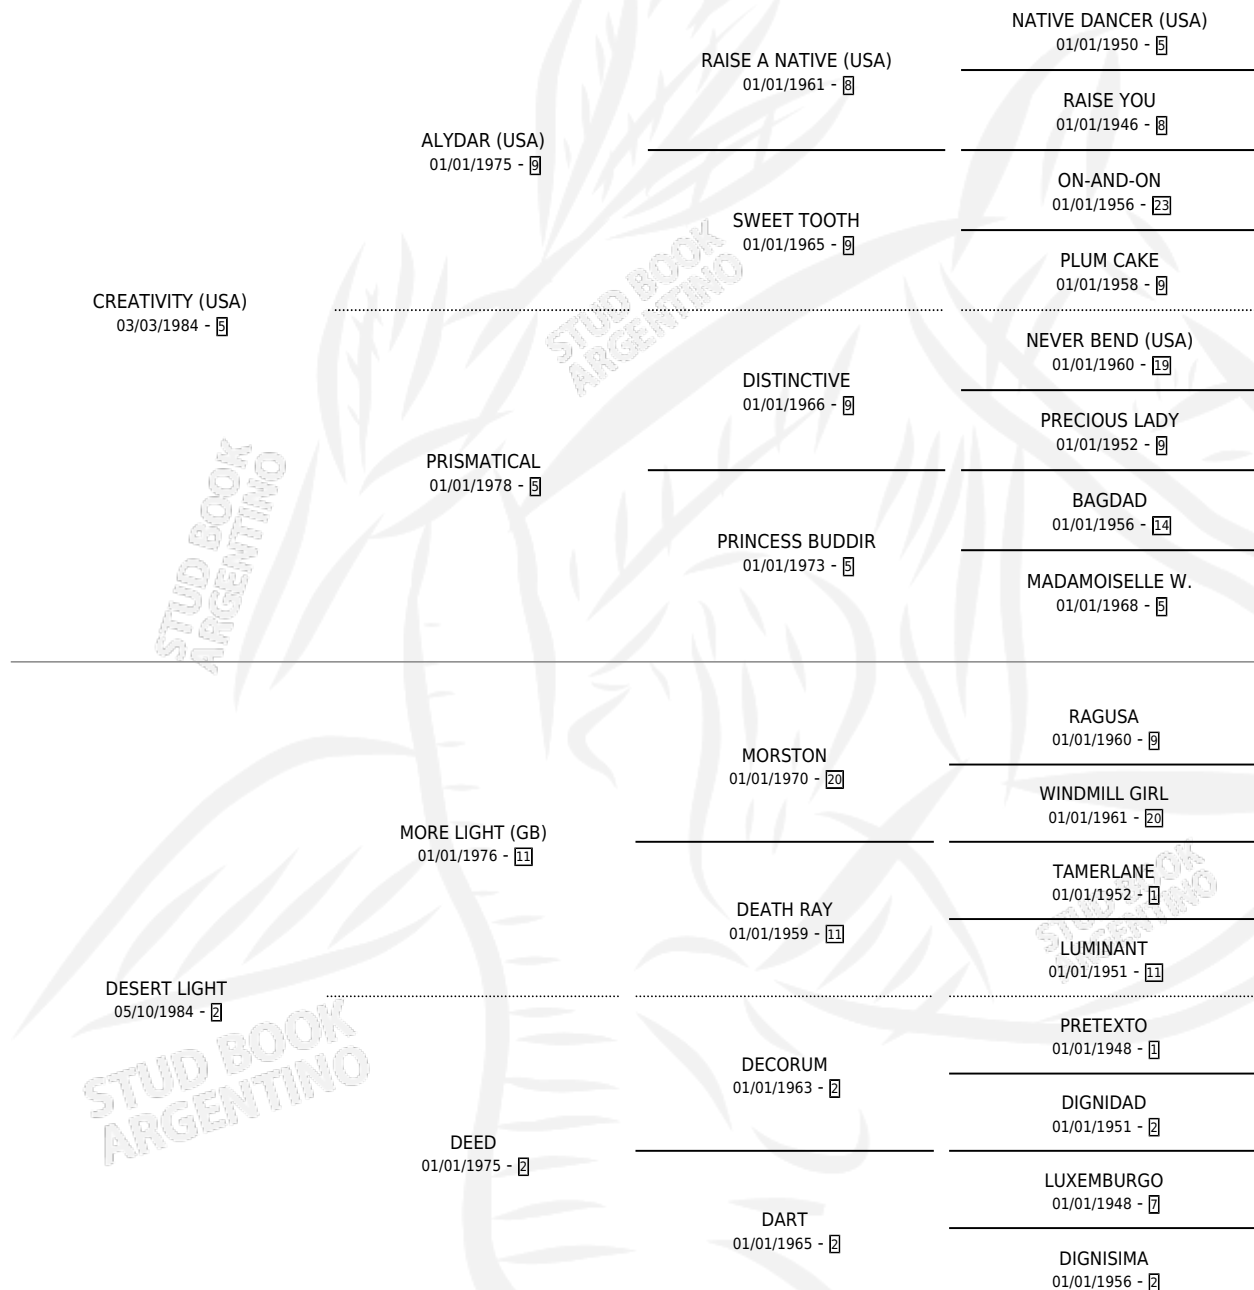 NATIVE DANCER (USA)
01/01/1950 - 5
RAISE A NATIVE (USA)
01/01/1961 - 8
RAISE YOU
01/01/1946 - 8
ALYDAR (USA)
01/01/1975 - 9
ON-AND-ON
01/01/1956 - 23
SWEET TOOTH
01/01/1965 - 9
PLUM CAKE
01/01/1958 - 9
CREATIVITY (USA)
03/03/1984 - 5
NEVER BEND (USA)
01/01/1960 - 19
DISTINCTIVE
01/01/1966 - 9
PRECIOUS LADY
01/01/1952 - 9
PRISMATICAL
01/01/1978 - 5
BAGDAD
01/01/1956 - 14
PRINCESS BUDDIR
01/01/1973 - 5
MADAMOISELLE W.
01/01/1968 - 5
RAGUSA
01/01/1960 - 9
MORSTON
01/01/1970 - 20
WINDMILL GIRL
01/01/1961 - 20
MORE LIGHT (GB)
01/01/1976 - 11
TAMERLANE
01/01/1952 - 1
DEATH RAY
01/01/1959 - 11
LUMINANT
01/01/1951 - 11
DESERT LIGHT
05/10/1984 - 2
PRETEXTO
01/01/1948 - 1
DECORUM
01/01/1963 - 2
DIGNIDAD
01/01/1951 - 2
DEED
01/01/1975 - 2
LUXEMBURGO
01/01/1948 - 7
DART
01/01/1965 - 2
DIGNISIMA
01/01/1956 - 2
STUD BOOK
ARGENTINO
STUD BOOK
ARGENTINO
STUD BOOK
ARGENTINO
STUD BOOK
ARGENTINO